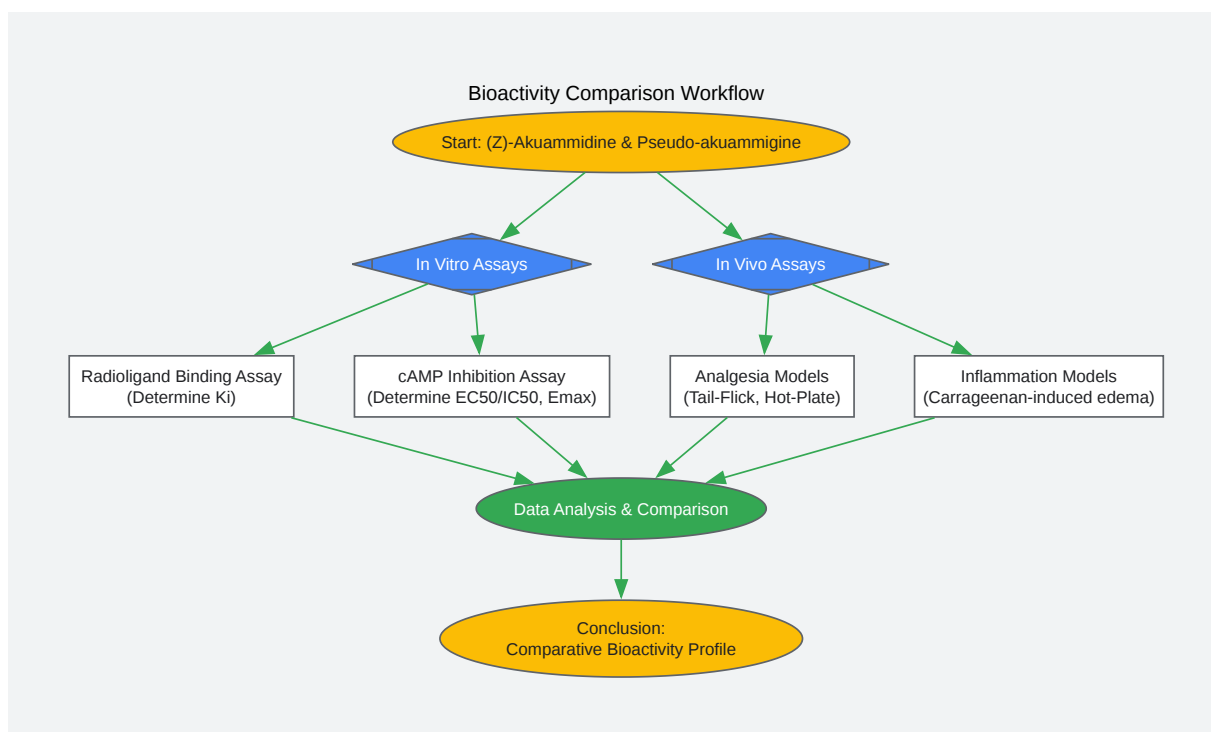 Bioactivity Comparison Workflow
Start: (Z)-Akuammidine & Pseudo-akuammigine
In Vitro Assays
In Vivo Assays
Radioligand Binding Assay
(Determine Ki)
cAMP Inhibition Assay
(Determine EC50/IC50, Emax)
Analgesia Models
(Tail-Flick, Hot-Plate)
Inflammation Models
(Carrageenan-induced edema)
Data Analysis & Comparison
Conclusion:
Comparative Bioactivity Profile